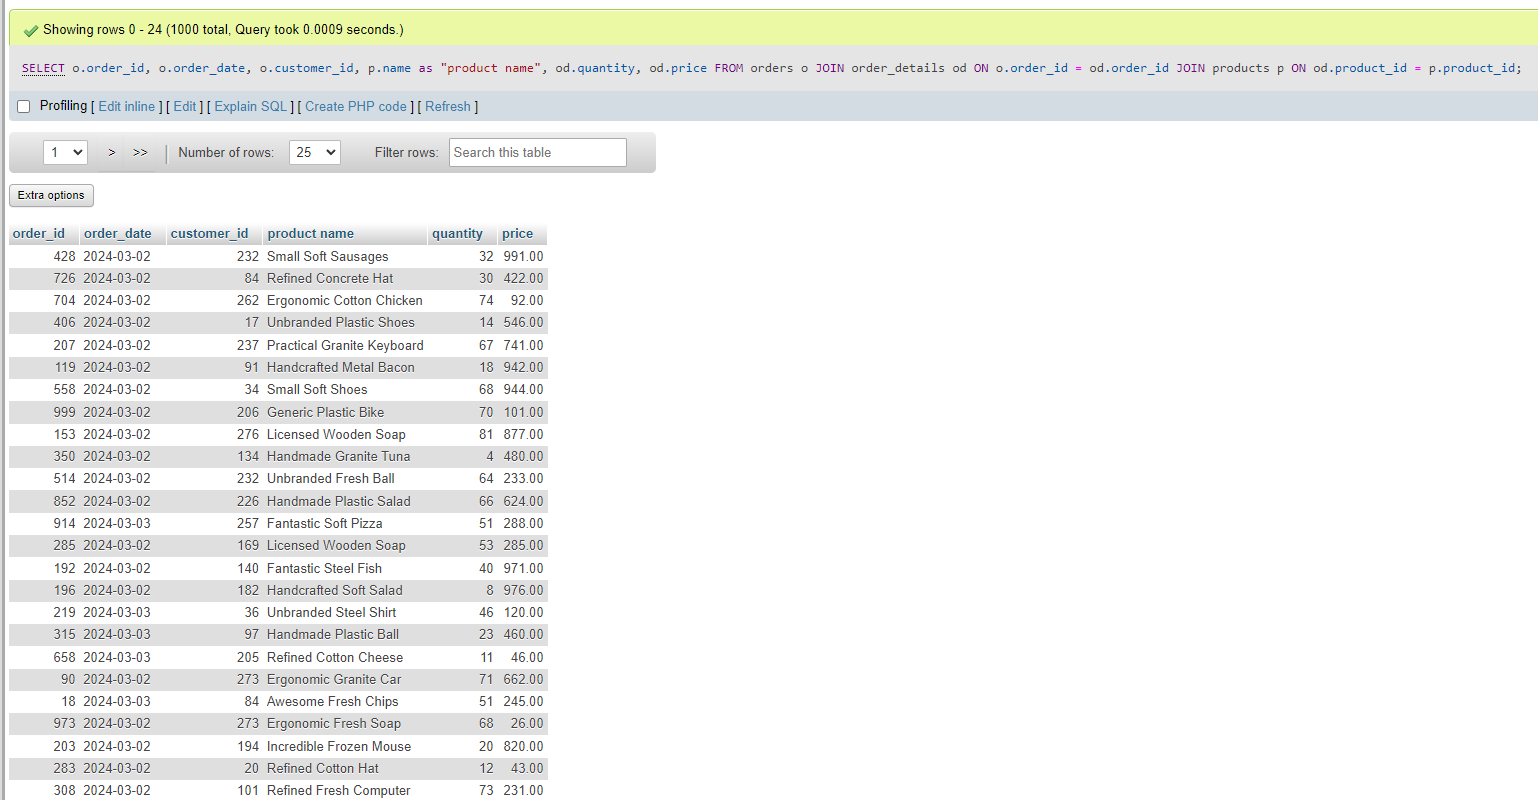 Showing rows 0 - 24 (1000 total, Query took 0.0009 seconds.)
SELECT o.order_id, o.order_date, o.customer_id, p.name as "product name", od.quantity, od.price FROM orders o JOIN order_details od ON o.order_id = od.order_id JOIN products p ON od.product_id = p.product_id;
Profiling [ Edit inline ] [ Edit ] [ Explain SQL ] [ Create PHP code ] [ Refresh ]
1 > >> | Number of rows: 25 Filter rows: Search this table
Extra options
order_id order_date customer_id product name quantity price
428 2024-03-02 232 Small Soft Sausages 32 991.00
726 2024-03-02 84 Refined Concrete Hat 30 422.00
704 2024-03-02 262 Ergonomic Cotton Chicken 74 92.00
406 2024-03-02 17 Unbranded Plastic Shoes 14 546.00
207 2024-03-02 237 Practical Granite Keyboard 67 741.00
119 2024-03-02 91 Handcrafted Metal Bacon 18 942.00
558 2024-03-02 34 Small Soft Shoes 68 944.00
999 2024-03-02 206 Generic Plastic Bike 70 101.00
153 2024-03-02 276 Licensed Wooden Soap 81 877.00
350 2024-03-02 134 Handmade Granite Tuna 4 480.00
514 2024-03-02 232 Unbranded Fresh Ball 64 233.00
852 2024-03-02 226 Handmade Plastic Salad 66 624.00
914 2024-03-03 257 Fantastic Soft Pizza 51 288.00
285 2024-03-02 169 Licensed Wooden Soap 53 285.00
192 2024-03-02 140 Fantastic Steel Fish 40 971.00
196 2024-03-02 182 Handcrafted Soft Salad 8 976.00
219 2024-03-03 36 Unbranded Steel Shirt 46 120.00
315 2024-03-03 97 Handmade Plastic Ball 23 460.00
658 2024-03-03 205 Refined Cotton Cheese 11 46.00
90 2024-03-02 273 Ergonomic Granite Car 71 662.00
18 2024-03-03 84 Awesome Fresh Chips 51 245.00
973 2024-03-02 273 Ergonomic Fresh Soap 68 26.00
203 2024-03-02 194 Incredible Frozen Mouse 20 820.00
283 2024-03-02 20 Refined Cotton Hat 12 43.00
308 2024-03-02 101 Refined Fresh Computer 73 231.00